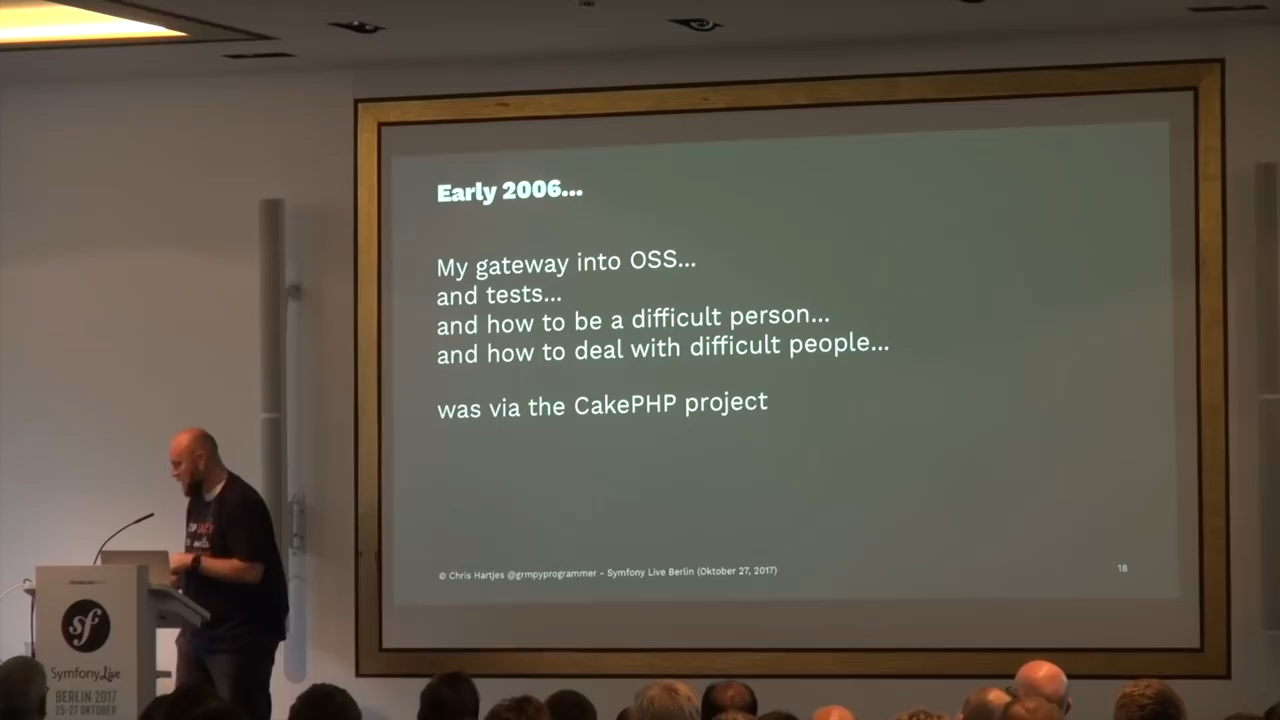 Early 2006...
My gateway into OSS...
and tests...
and how to be a difficult person...
and how to deal with difficult people...
was via the CakePHP project
© Chris Hartjes @grmpyprogrammer - Symfony Live Berlin (Oktober 27, 2017)
18
sf
SymfonyLive
BERLIN 2017
25-27 OKTOBER